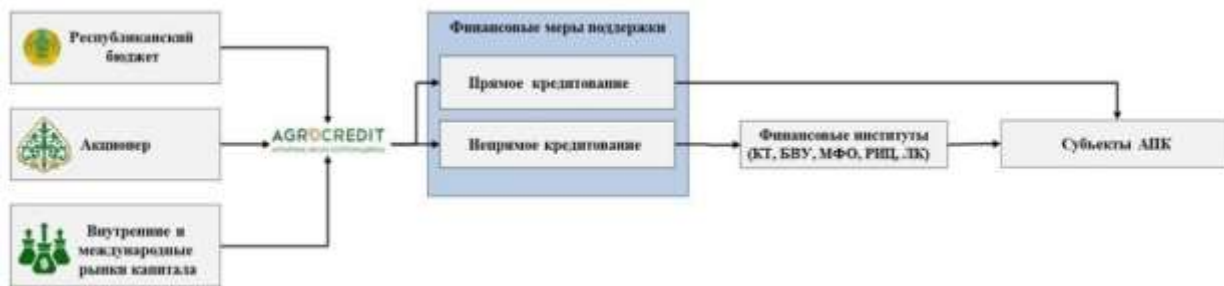 Республиканский
бюджет
Акционер
Внутренние и
международные
рынки капитала
AGROCREDIT
Финансовые меры поддержки
Прямое кредитование
Непрямое кредитование
Финансовые институты
(КТ, БВУ, МФО, РИЦ, ЛК)
Субъекты АПК